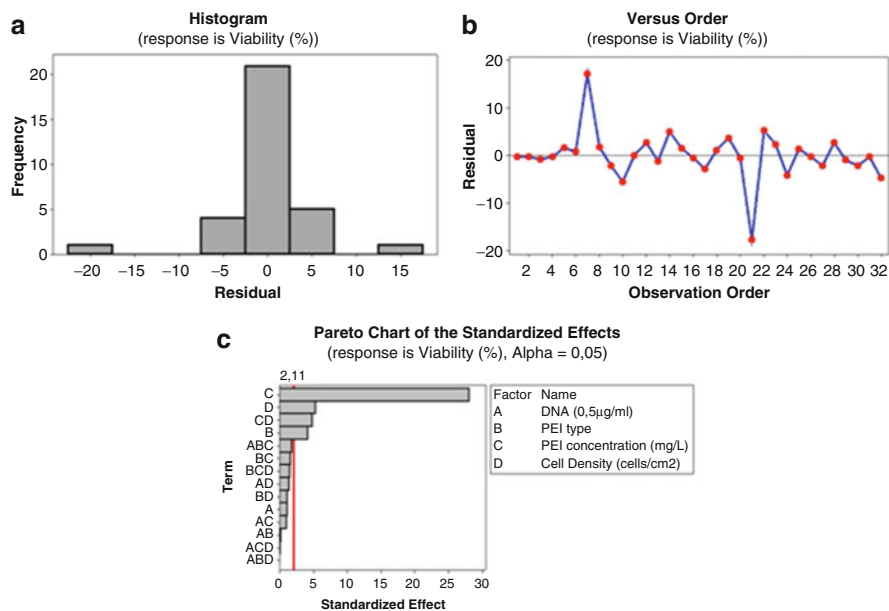 a
Histogram
(response is Viability (%))
Frequency
20
15
10
5
0
−20 −15 −10 −5 0 5 10 15
Residual
b
Versus Order
(response is Viability (%))
Residual
20
10
0
−10
−20
2 4 6 8 10 12 14 16 18 20 22 24 26 28 30 32
Observation Order
c
Pareto Chart of the Standardized Effects
(response is Viability (%), Alpha = 0,05)
2,11
Term
C
D
CD
B
ABC
BC
BCD
AD
BD
A
AC
AB
ACD
ABD
0 5 10 15 20 25 30
Standardized Effect
Factor Name
A DNA (0,5μg/ml)
B PEI type
C PEI concentration (mg/L)
D Cell Density (cells/cm2)